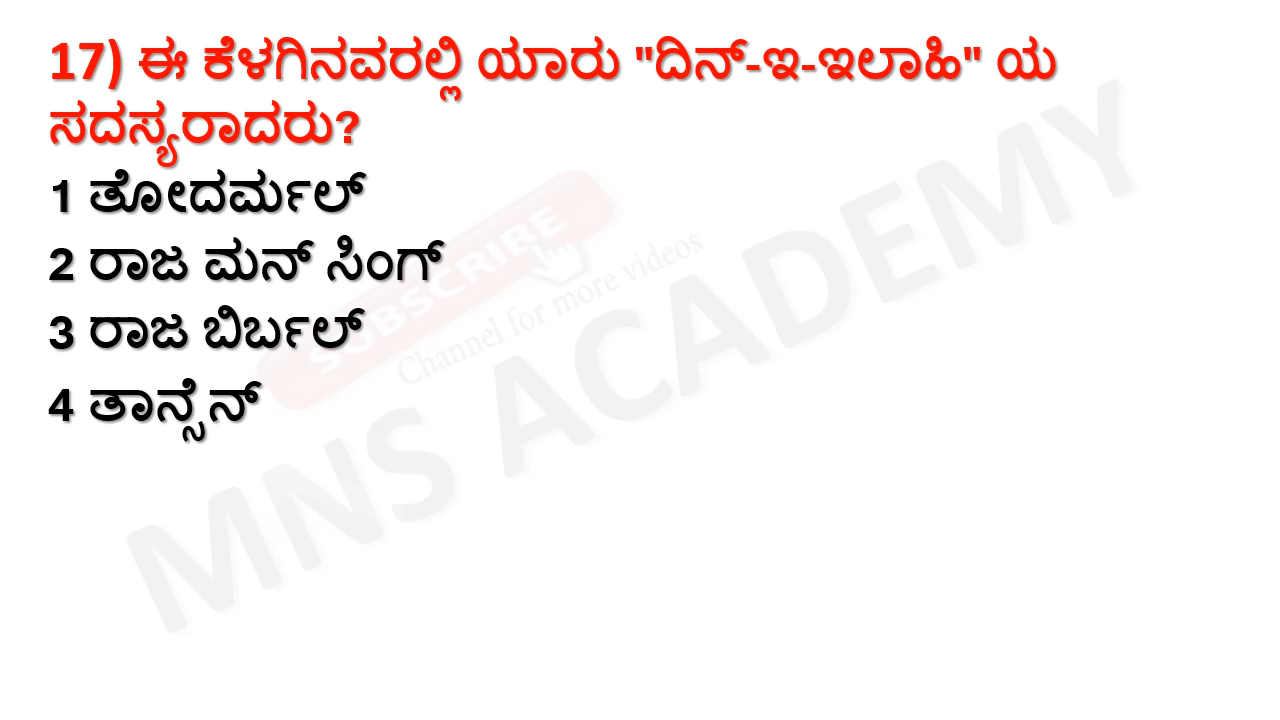 17) ಈ ಕೆಳಗಿನವರಲ್ಲಿ ಯಾರು "ದಿನ್-ಇ-ಇಲಾಹಿ" ಯ
ಸದಸ್ಯರಾದರು?
1 ತೋದರ್ಮಲ್
2 ರಾಜ ಮನ್ ಸಿಂಗ್
3 ರಾಜ ಬಿರ್ಬಲ್
4 ತಾನ್ಸೆನ್
SUBSCRIBE
Channel for more videos
MNS ACADEMY